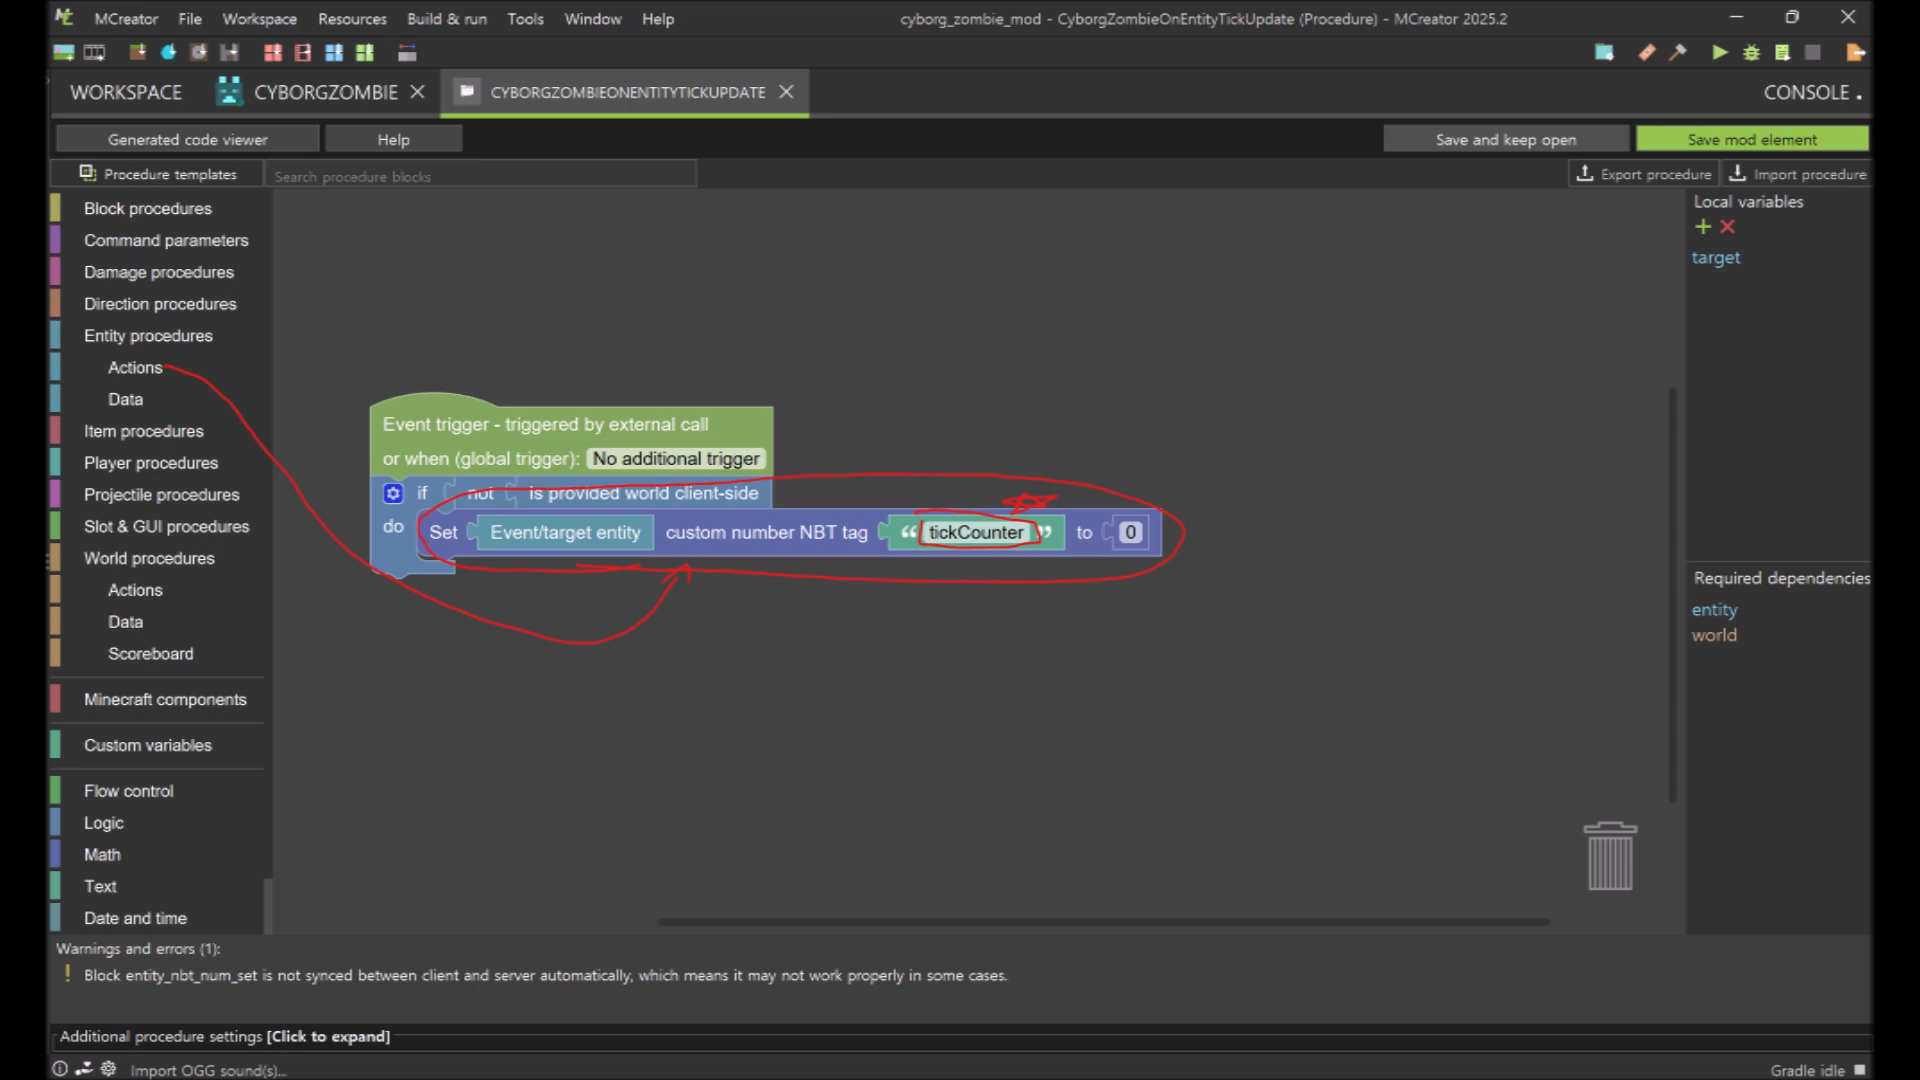 MCreator File Workspace Resources Build & run Tools Window Help
cyborg_zombie_mod - CyborgZombieOnEntityTickUpdate (Procedure) - MCreator 2025.2
WORKSPACE
CYBORGZOMBIE
CYBORGZOMBIEONENTITYTICKUPDATE
CONSOLE
Generated code viewer
Help
Save and keep open
Save mod element
Procedure templates
Search procedure blocks
Export procedure
Import procedure
Block procedures
Command parameters
Damage procedures
Direction procedures
Entity procedures
Actions
Data
Item procedures
Player procedures
Projectile procedures
Slot & GUI procedures
World procedures
Actions
Data
Scoreboard
Minecraft components
Custom variables
Flow control
Logic
Math
Text
Date and time
Event trigger - triggered by external call
or when (global trigger): No additional trigger
if not is provided world client-side
do Set Event/target entity custom number NBT tag “ tickCounter ” to 0
Local variables
target
Required dependencies
entity
world
Warnings and errors (1):
! Block entity_nbt_num_set is not synced between client and server automatically, which means it may not work properly in some cases.
Additional procedure settings [Click to expand]
Import OGG sound(s)...
Gradle idle